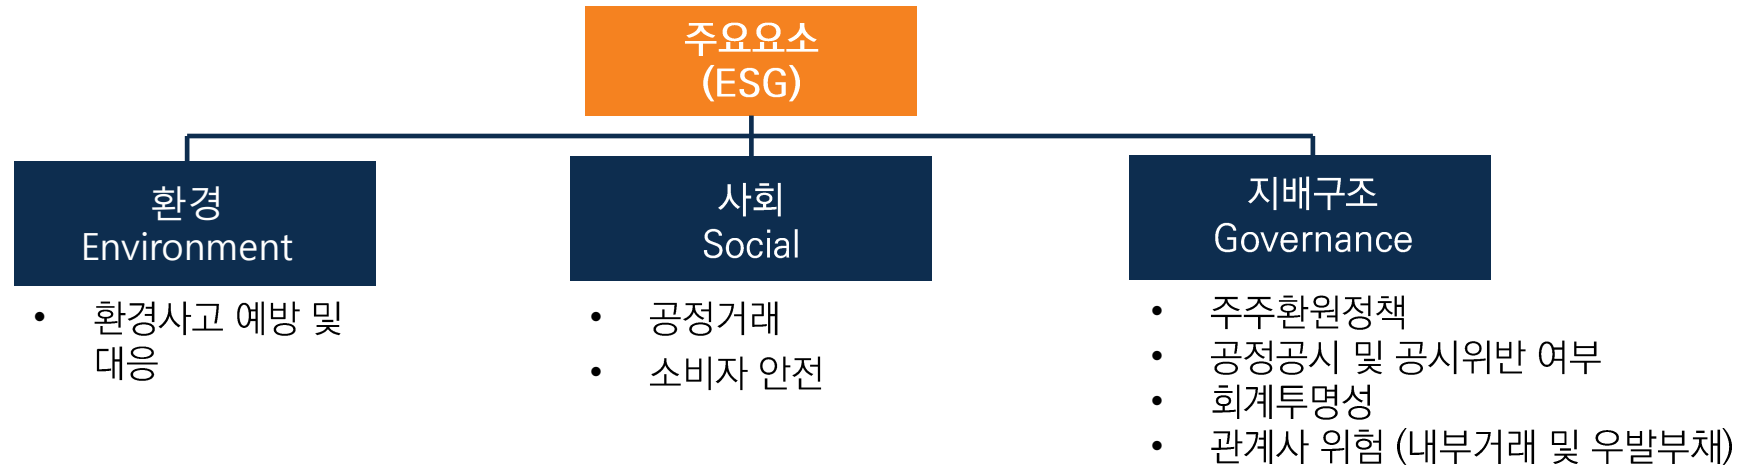 주요요소
(ESG)
환경
Environment
• 환경사고 예방 및
대응
사회
Social
• 공정거래
• 소비자 안전
지배구조
Governance
• 주주환원정책
• 공정공시 및 공시위반 여부
• 회계투명성
• 관계사 위험 (내부거래 및 우발부채)